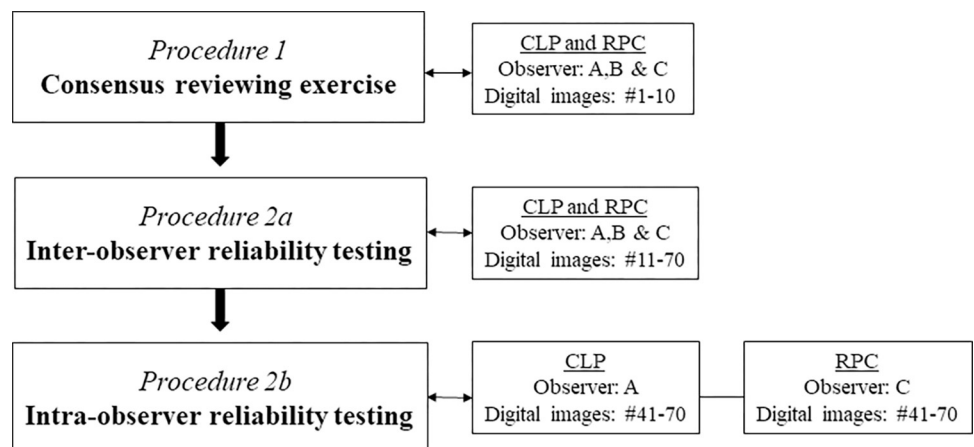 Procedure 1
Consensus reviewing exercise
CLP and RPC
Observer: A,B & C
Digital images: #1-10
Procedure 2a
Inter-observer reliability testing
CLP and RPC
Observer: A,B & C
Digital images: #11-70
Procedure 2b
Intra-observer reliability testing
CLP
Observer: A
Digital images: #41-70
RPC
Observer: C
Digital images: #41-70